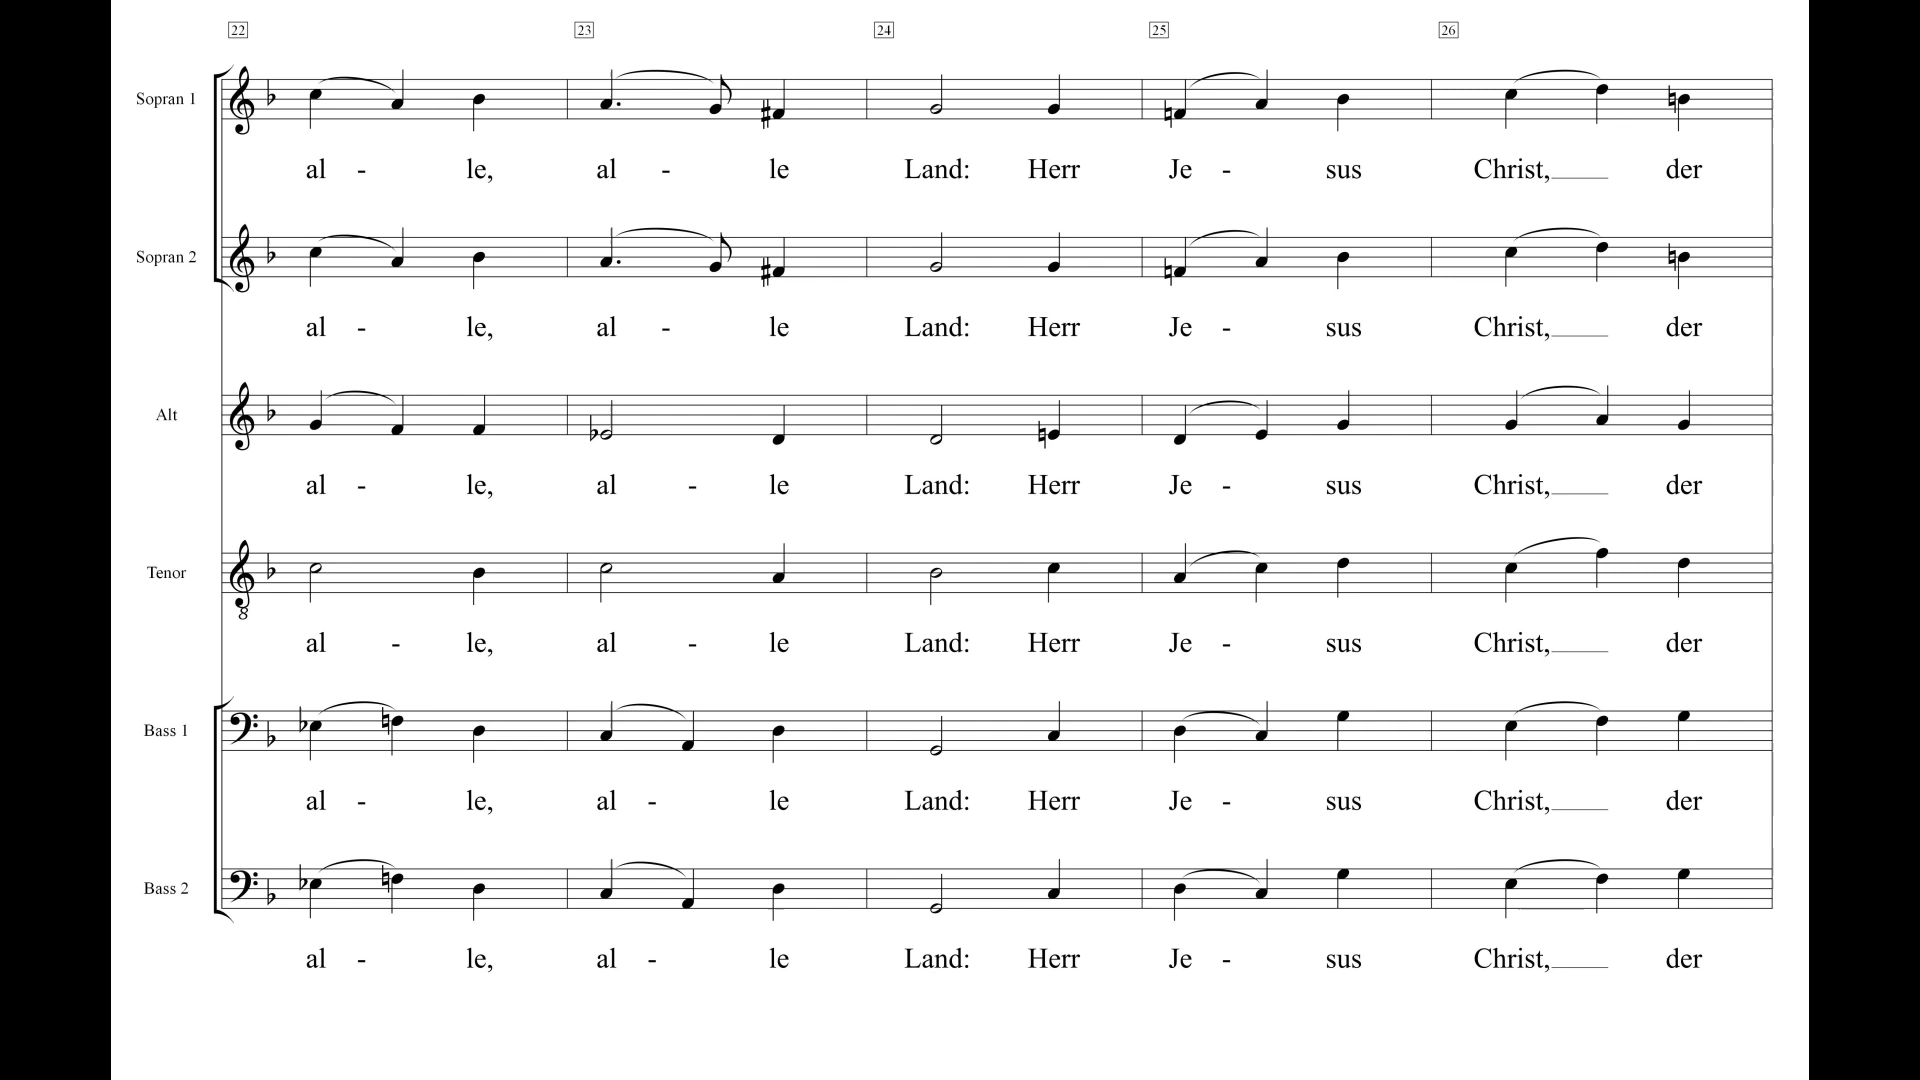 22 23 24 25 26
Sopran 1
al - le, al - le Land: Herr Je - sus Christ, der
Sopran 2
al - le, al - le Land: Herr Je - sus Christ, der
Alt
al - le, al - le Land: Herr Je - sus Christ, der
Tenor
8
al - le, al - le Land: Herr Je - sus Christ, der
Bass 1
al - le, al - le Land: Herr Je - sus Christ, der
Bass 2
al - le, al - le Land: Herr Je - sus Christ, der